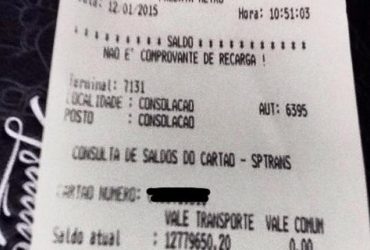 Data: 12/01/2015 Hora: 10:51:03
* * * * * * * * * SALDO * * * * * * * * * * *
NAO E' COMPROVANTE DE RECARGA !
Terminal: 7131
LOCALIDADE : CONSOLACAO AUT: 6395
POSTO : CONSOLACAO
CONSULTA DE SALDOS DO CARTAO - SPTRANS
CARTAO NUMERO:
VALE TRANSPORTE VALE COMUM
Saldo atual : 12779650,20 0,00